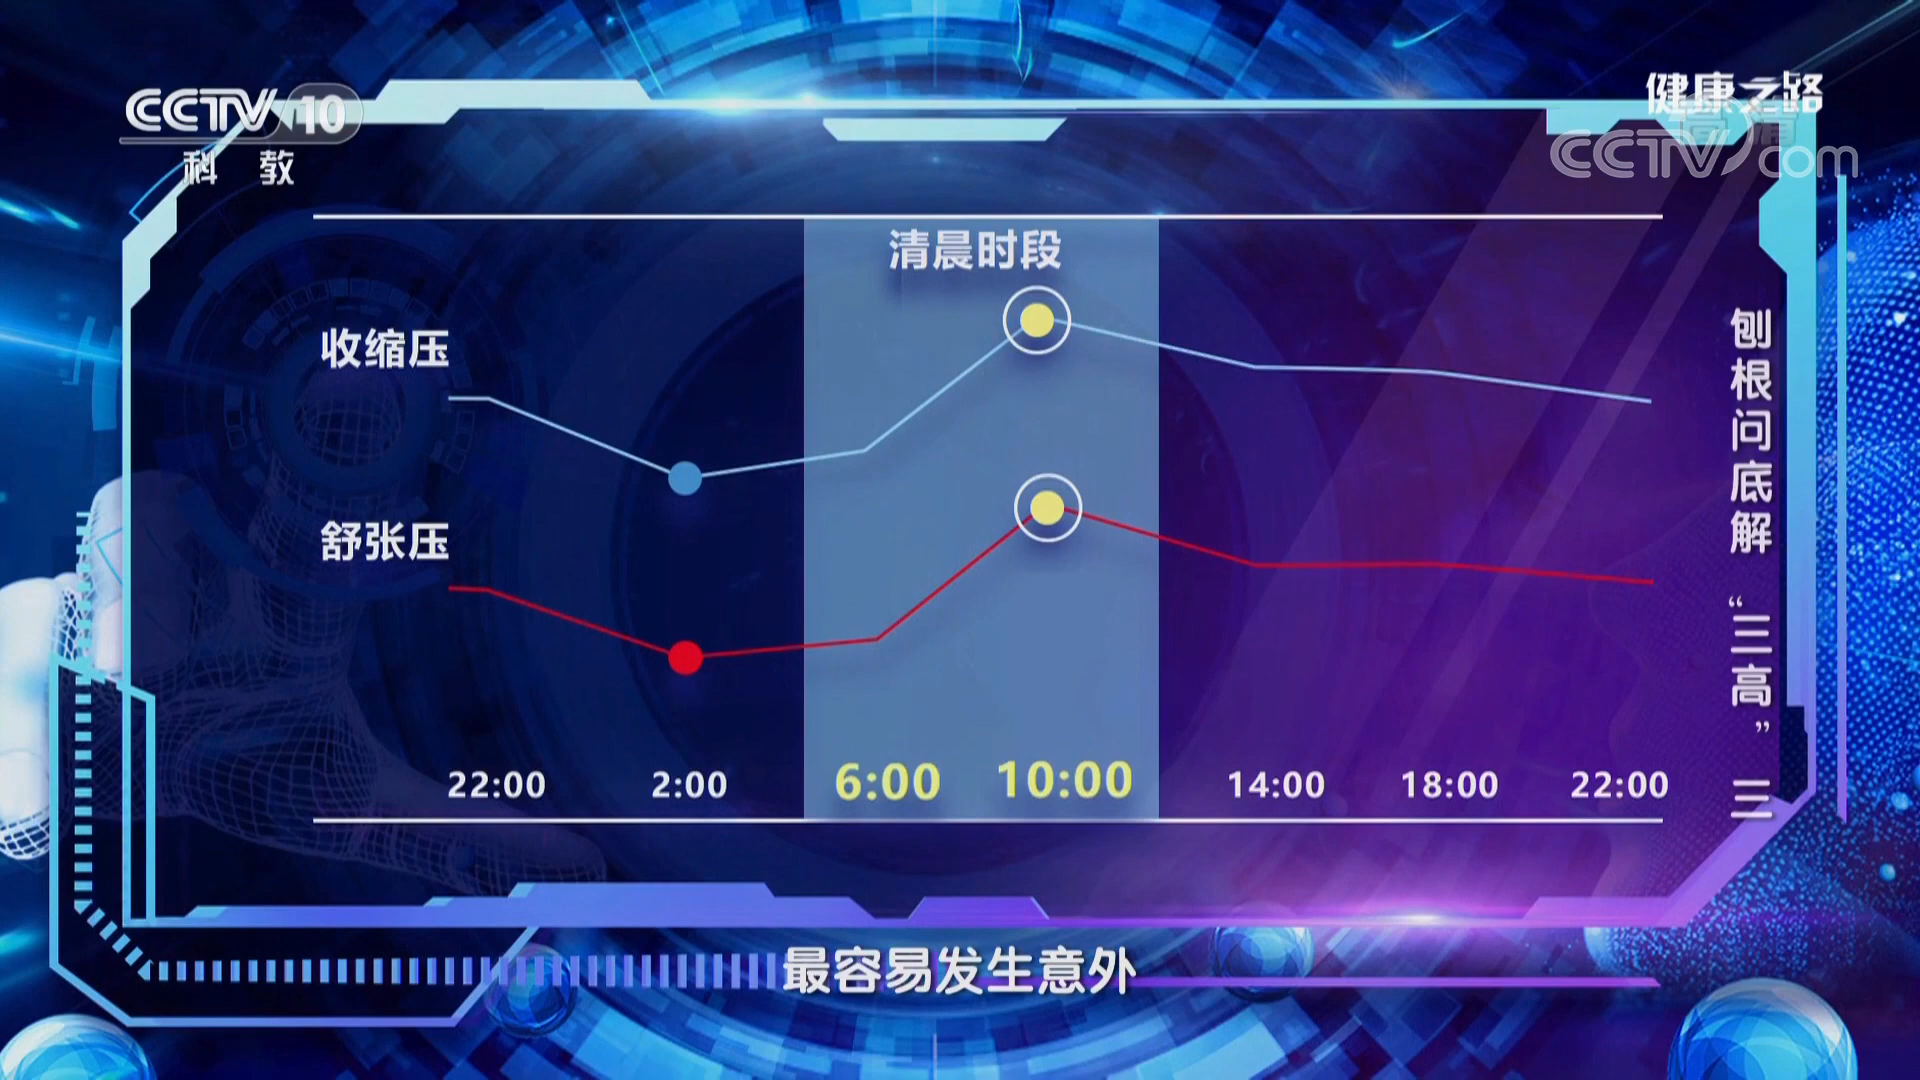 CCTV 10
科 教
健康之路
高清
CCTV.com
清晨时段
收缩压
舒张压
22:00 2:00 6:00 10:00 14:00 18:00 22:00
刨根问底解“三高” 三
最容易发生意外